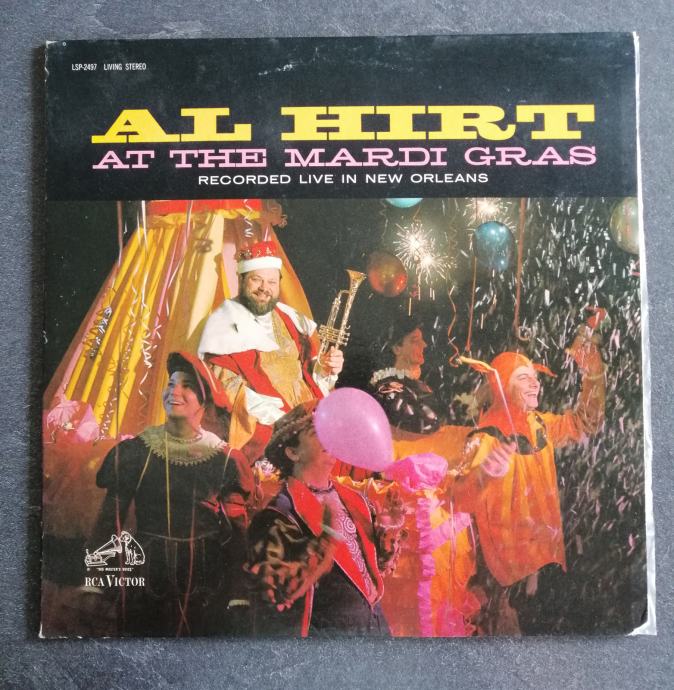 LSP-2497 LIVING STEREO
AL HIRT
AT THE MARDI GRAS
RECORDED LIVE IN NEW ORLEANS
"HIS MASTER'S VOICE"
RCA VICTOR